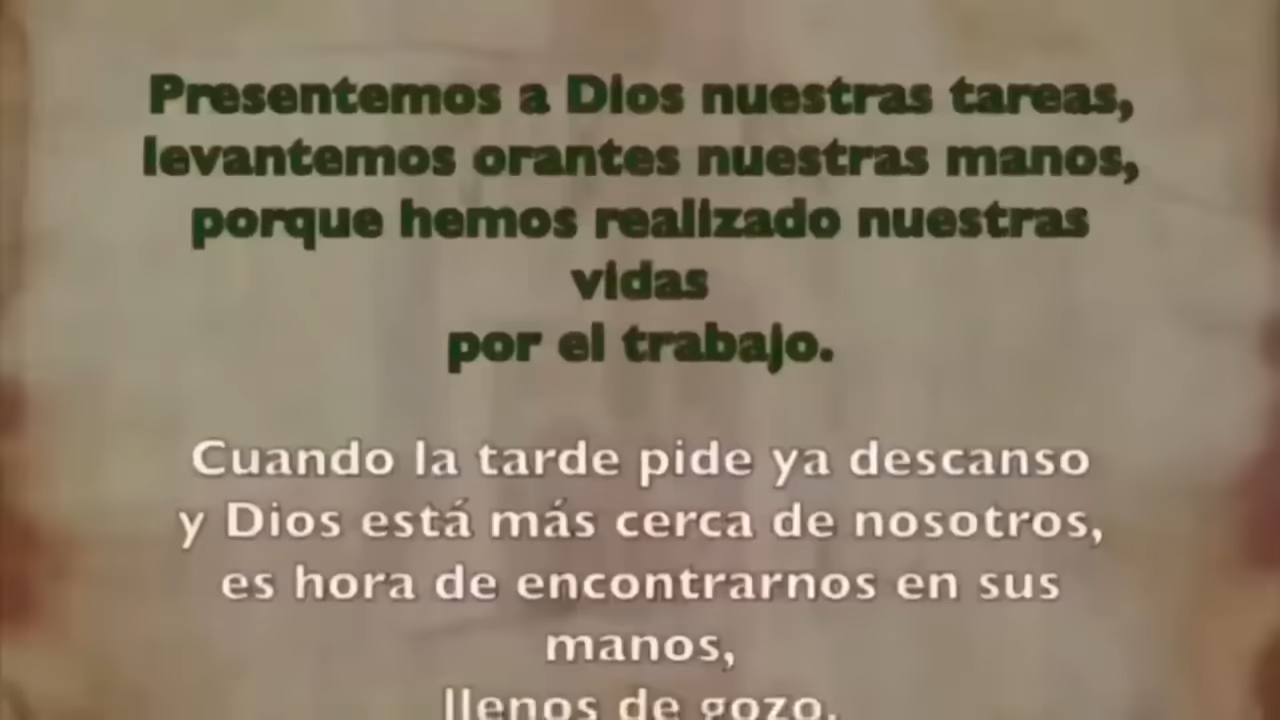 Presentemos a Dios nuestras tareas,
levantemos orantes nuestras manos,
porque hemos realizado nuestras
vidas
por el trabajo.
Cuando la tarde pide ya descanso
y Dios está más cerca de nosotros,
es hora de encontrarnos en sus
manos,
llenos de gozo.